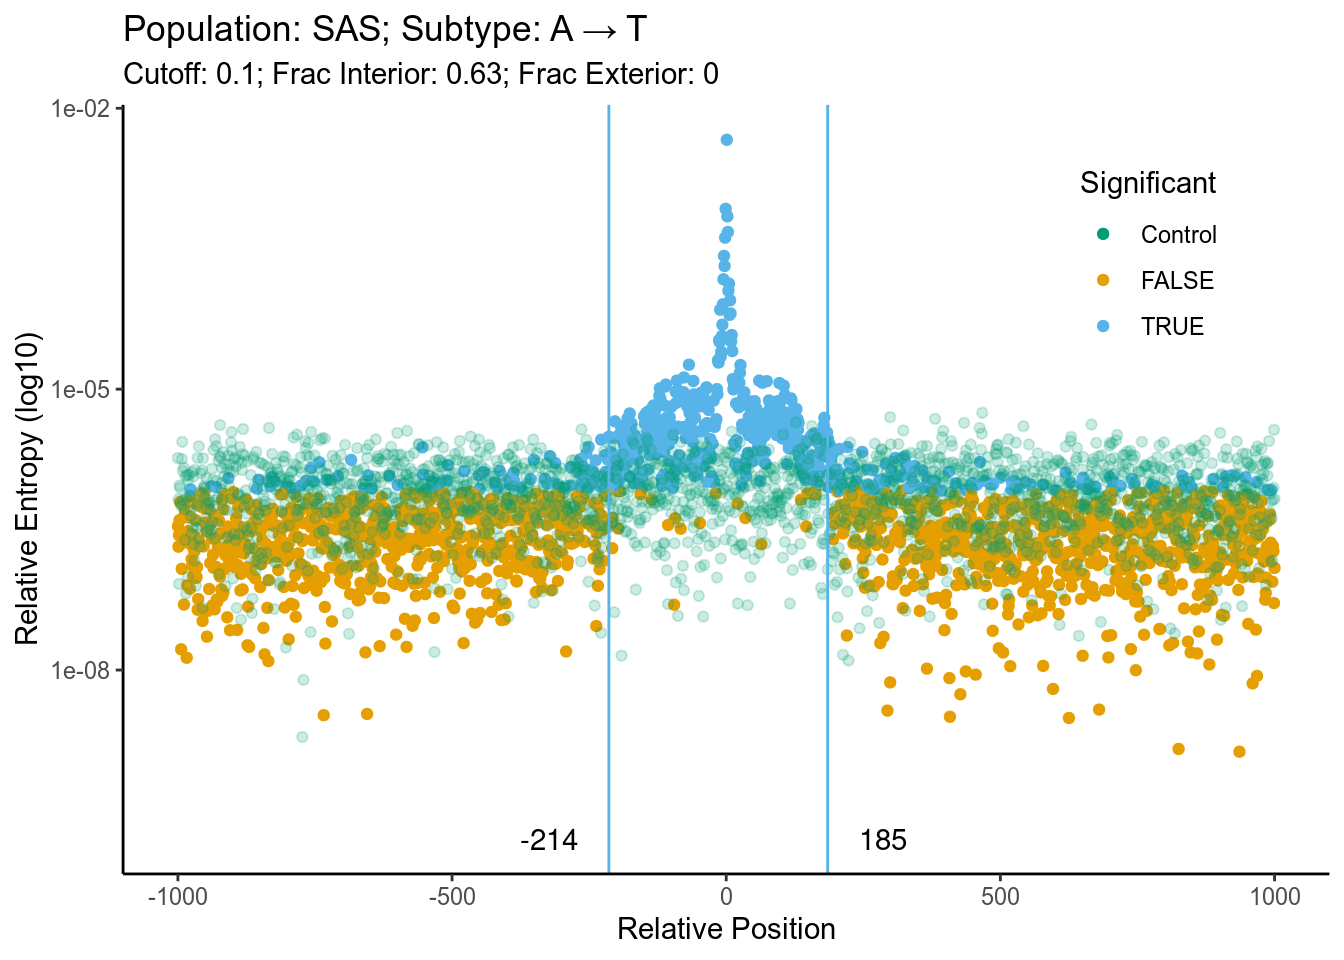 Population: SAS; Subtype: A → T
Cutoff: 0.1; Frac Interior: 0.63; Frac Exterior: 0
1e-02
1e-05
1e-08
Relative Entropy (log10)
Significant
Control
FALSE
TRUE
-214
185
-1000
-500
0
500
1000
Relative Position